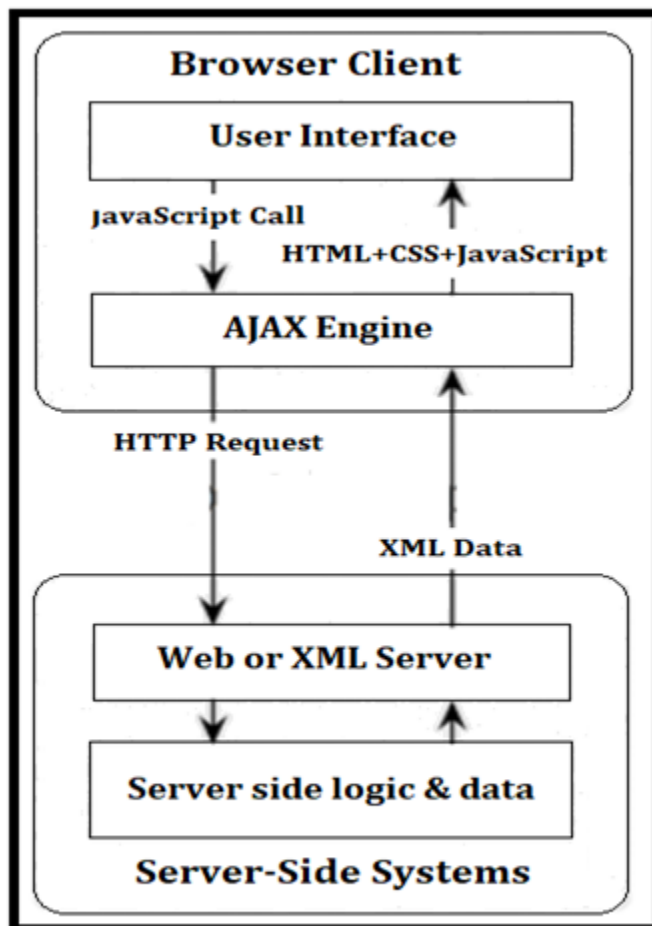 Browser Client
User Interface
JavaScript Call
HTML+CSS+JavaScript
AJAX Engine
HTTP Request
XML Data
Web or XML Server
Server side logic & data
Server-Side Systems